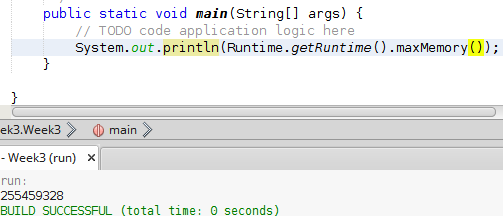 public static void main(String[] args) {
// TODO code application logic here
System.out.println(Runtime.getRuntime().maxMemory());
}
}
ek3.Week3 main
- Week3 (run) x
run:
255459328
BUILD SUCCESSFUL (total time: 0 seconds)